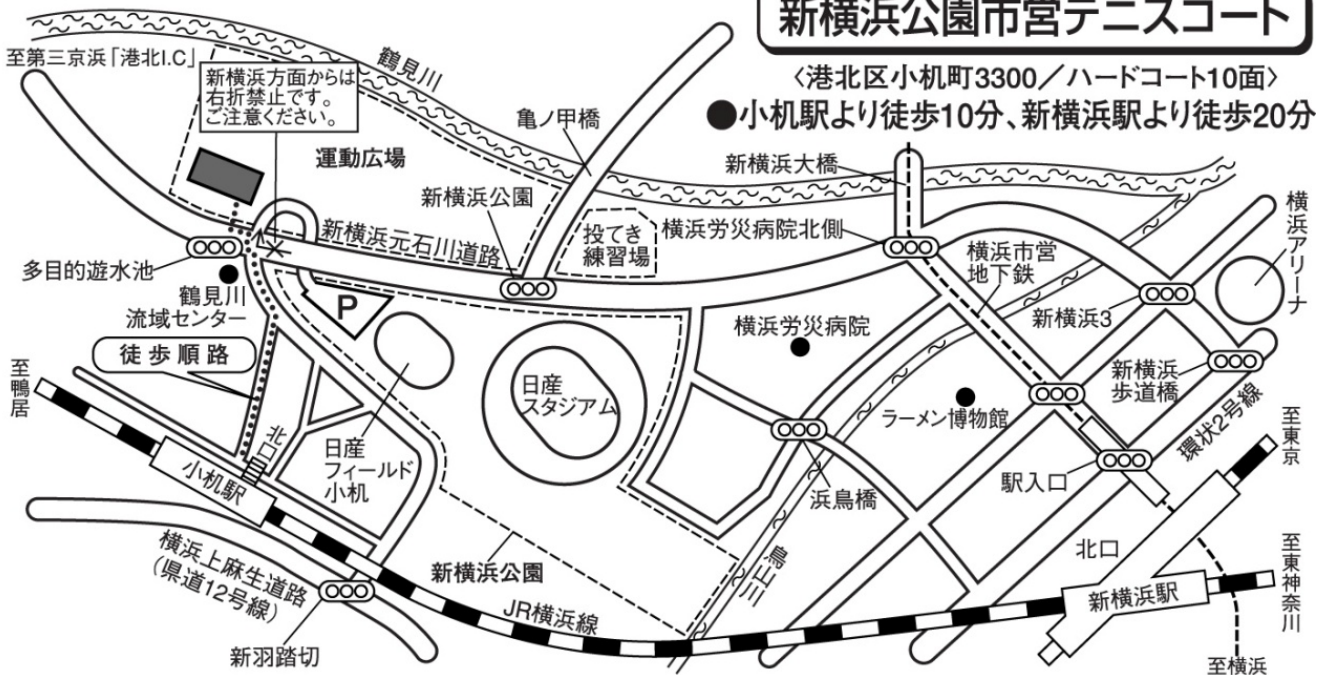 新横浜公園市営テニスコート
〈港北区小机町3300／ハードコート10面〉
●小机駅より徒歩10分、新横浜駅より徒歩20分
至第三京浜「港北I.C」
新横浜方面からは
右折禁止です。
ご注意ください。
鶴見川
亀ノ甲橋
運動広場
新横浜公園
新横浜元石川道路
投てき
練習場
新横浜大橋
横浜労災病院北側
横浜市営
地下鉄
横浜アリーナ
多目的遊水池
鶴見川
流域センター
P
徒歩順路
日産
スタジアム
横浜労災病院
新横浜3
新横浜
歩道橋
環状2号線
ラーメン博物館
至鴨居
北口
小机駅
日産
フィールド
小机
浜鳥橋
駅入口
至東京
横浜上麻生道路
（県道12号線）
新横浜公園
鳥山川
北口
新横浜駅
至東神奈川
JR横浜線
新羽踏切
至横浜